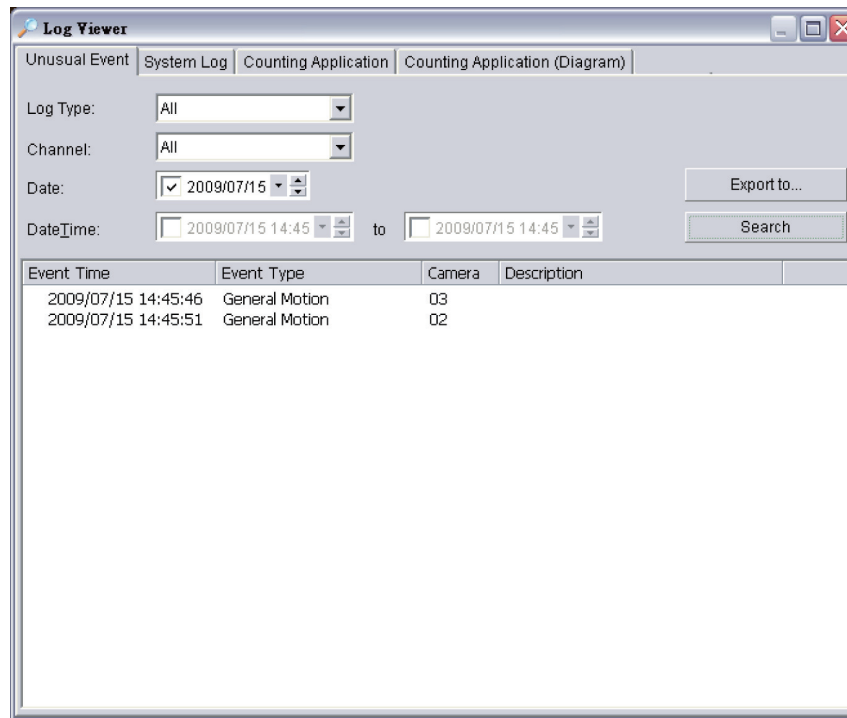 Log Viewer
Unusual Event System Log Counting Application Counting Application (Diagram)
Log Type: All
Channel: All
Date: 2009/07/15
Export to...
DateTime: 2009/07/15 14:45 to 2009/07/15 14:45
Search
Event Time Event Type Camera Description
2009/07/15 14:45:46 General Motion 03
2009/07/15 14:45:51 General Motion 02